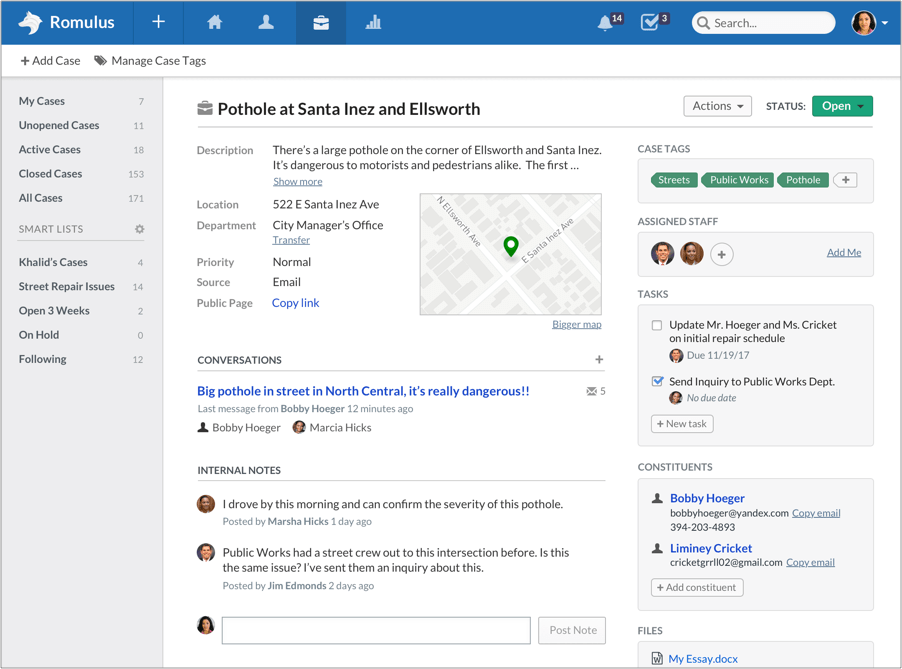 Romulus
14
3
Search...
Add Case
Manage Case Tags
My Cases 7
Unopened Cases 11
Active Cases 18
Closed Cases 153
All Cases 171
SMART LISTS
Khalid's Cases 4
Street Repair Issues 14
Open 3 Weeks 2
On Hold 0
Following 12
Pothole at Santa Inez and Ellsworth
Actions
STATUS:
Open
Description
There's a large pothole on the corner of Ellsworth and Santa Inez.
It's dangerous to motorists and pedestrians alike. The first ...
Show more
Location 522 E Santa Inez Ave
Department City Manager's Office
Transfer
Priority Normal
Source Email
Public Page Copy link
N Ellsworth Ave
E Santa Inez Ave
Bigger map
CONVERSATIONS
Big pothole in street in North Central, it's really dangerous!! 5
Last message from Bobby Hoeger 12 minutes ago
Bobby Hoeger Marcia Hicks
INTERNAL NOTES
I drove by this morning and can confirm the severity of this pothole.
Posted by Marsha Hicks 1 day ago
Public Works had a street crew out to this intersection before. Is this
the same issue? I've sent them an inquiry about this.
Posted by Jim Edmonds 2 days ago
Post Note
CASE TAGS
Streets Public Works Pothole
ASSIGNED STAFF
Add Me
TASKS
Update Mr. Hoeger and Ms. Cricket
on initial repair schedule
Due 11/19/17
Send Inquiry to Public Works Dept.
No due date
+ New task
CONSTITUENTS
Bobby Hoeger
bobbyhoeger@yandex.com Copy email
394-203-4893
Liminey Cricket
cricketgrrll02@gmail.com Copy email
+ Add constituent
FILES
My Essay.docx